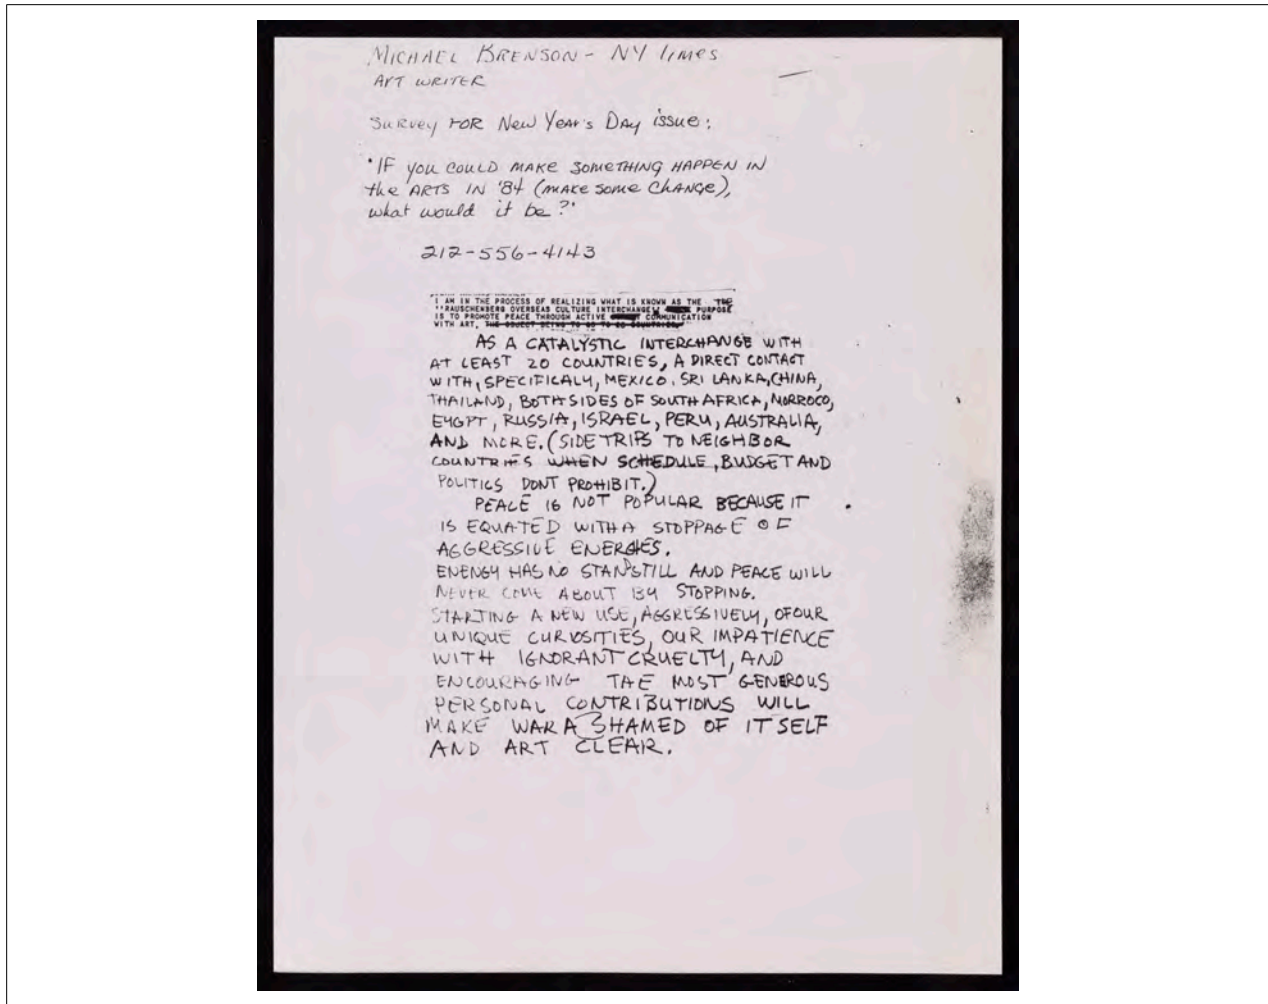 MICHAEL BRENSON - NY Times
ART WRITER
Survey FOR New Year's Day issue:
"IF you COULD MAKE SOMETHING HAPPEN IN
the ARTS IN '84 (MAKE some CHANGE),
what would it be?"
212-556-4143
I AM IN THE PROCESS OF REALIZING WHAT IS KNOWN AS THE THE
"RAUSCHENBERG OVERSEAS CULTURE INTERCHANGE" PURPOSE
IS TO PROMOTE PEACE THROUGH ACTIVE COMMUNICATION
WITH ART,
AS A CATALYSTIC INTERCHANGE WITH
AT LEAST 20 COUNTRIES, A DIRECT CONTACT
WITH, SPECIFICALY, MEXICO, SRI LANKA, CHINA,
THAILAND, BOTH SIDES OF SOUTH AFRICA, MORROCO,
EYGPT, RUSSIA, ISRAEL, PERU, AUSTRALIA,
AND MORE. (SIDE TRIPS TO NEIGHBOR
COUNTRIES WHEN SCHEDULE, BUDGET AND
POLITICS DONT PROHIBIT.)
PEACE IS NOT POPULAR BECAUSE IT
IS EQUATED WITH A STOPPAGE OF
AGGRESSIVE ENERGIES.
ENENGY HAS NO STANDSTILL AND PEACE WILL
NEVER COME ABOUT BY STOPPING.
STARTING A NEW USE, AGGRESSIVELY, OF OUR
UNIQUE CURIOSITIES, OUR IMPATIENCE
WITH IGNORANT CRUELTY, AND
ENCOURAGING THE MOST GENEROUS
PERSONAL CONTRIBUTIONS WILL
MAKE WAR ASHAMED OF ITSELF
AND ART CLEAR.